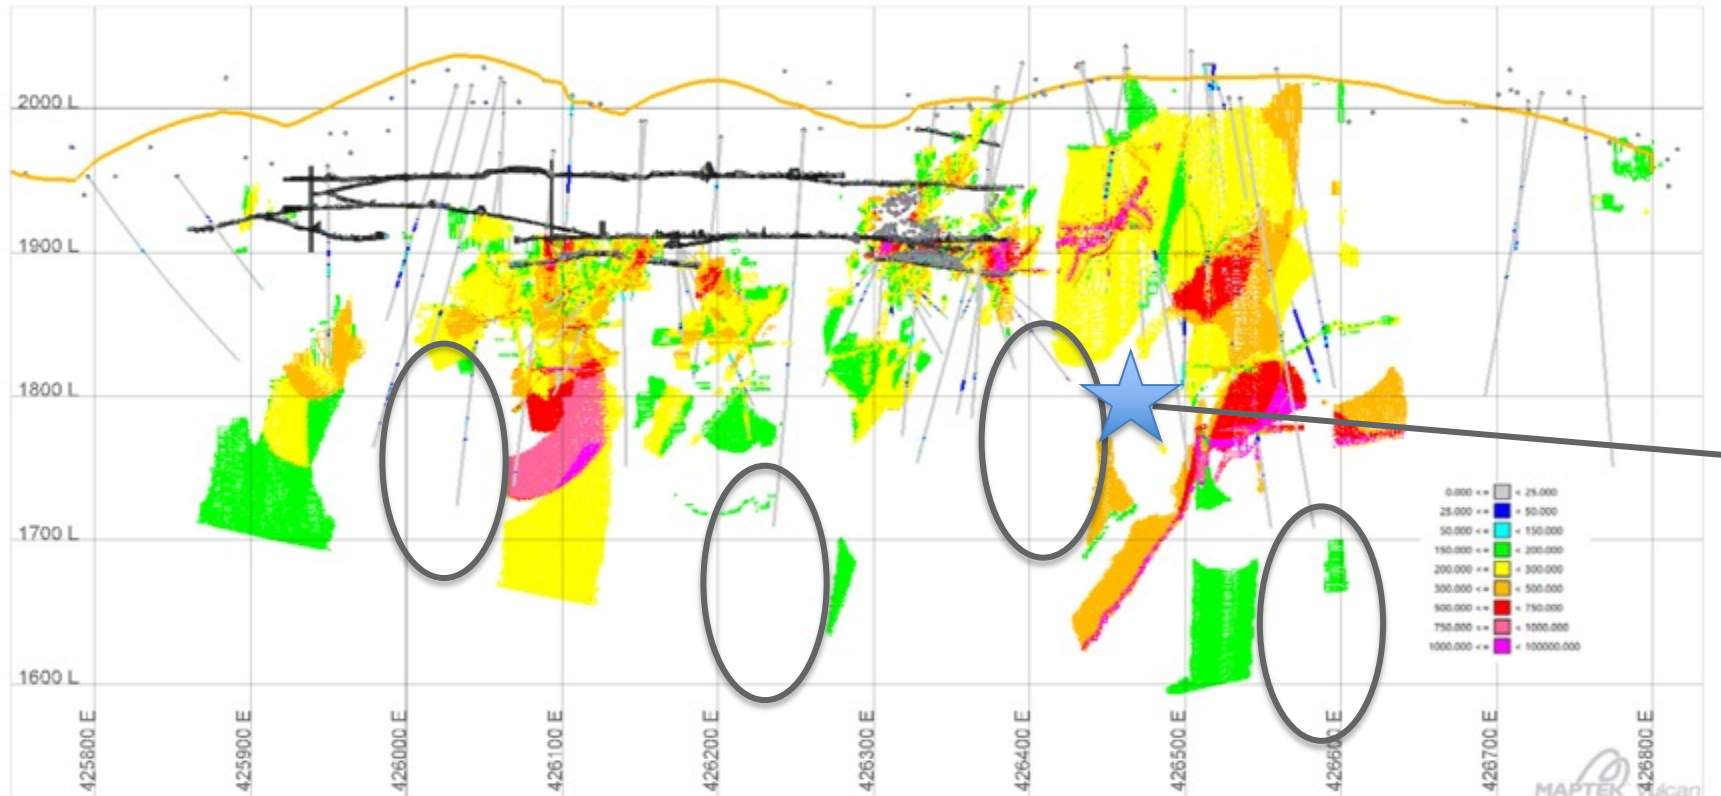 2000 L
1900 L
1800 L
1700 L
1600 L
0.000 <= < 25.000
25.000 <= < 50.000
50.000 <= < 150.000
150.000 <= < 200.000
200.000 <= < 300.000
300.000 <= < 500.000
500.000 <= < 750.000
750.000 <= < 1000.000
1000.000 <= < 100000.000
425800 E
425900 E
426000 E
426100 E
426200 E
426300 E
426400 E
426500 E
426600 E
426700 E
426800 E
MAPTEK Vulcan